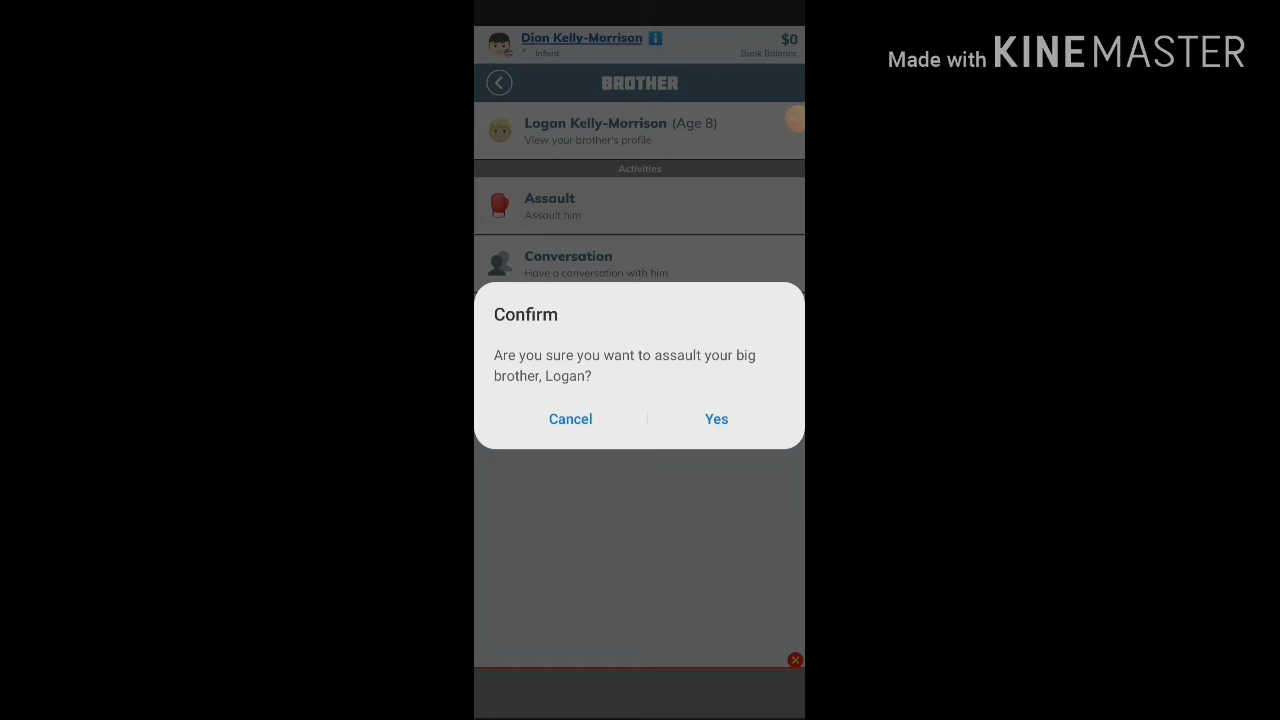 Dion Kelly-Morrison
Infant
$0
Bank Balance
Made with KINEMASTER
BROTHER
Logan Kelly-Morrison (Age 8)
View your brother's profile
Activities
Assault
Assault him
Conversation
Have a conversation with him
Confirm
Are you sure you want to assault your big
brother, Logan?
Cancel
Yes